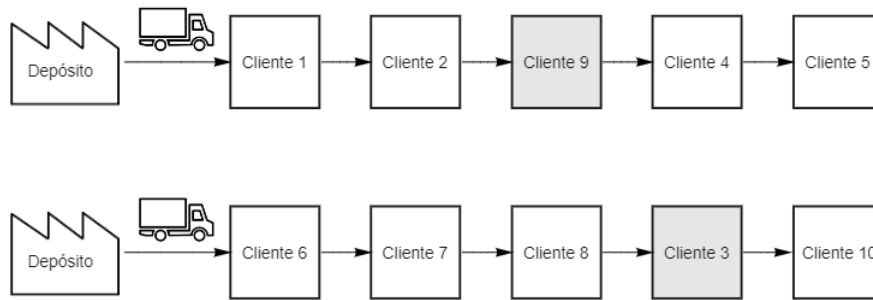 Depósito
Cliente 1
Cliente 2
Cliente 9
Cliente 4
Cliente 5
Depósito
Cliente 6
Cliente 7
Cliente 8
Cliente 3
Cliente 10